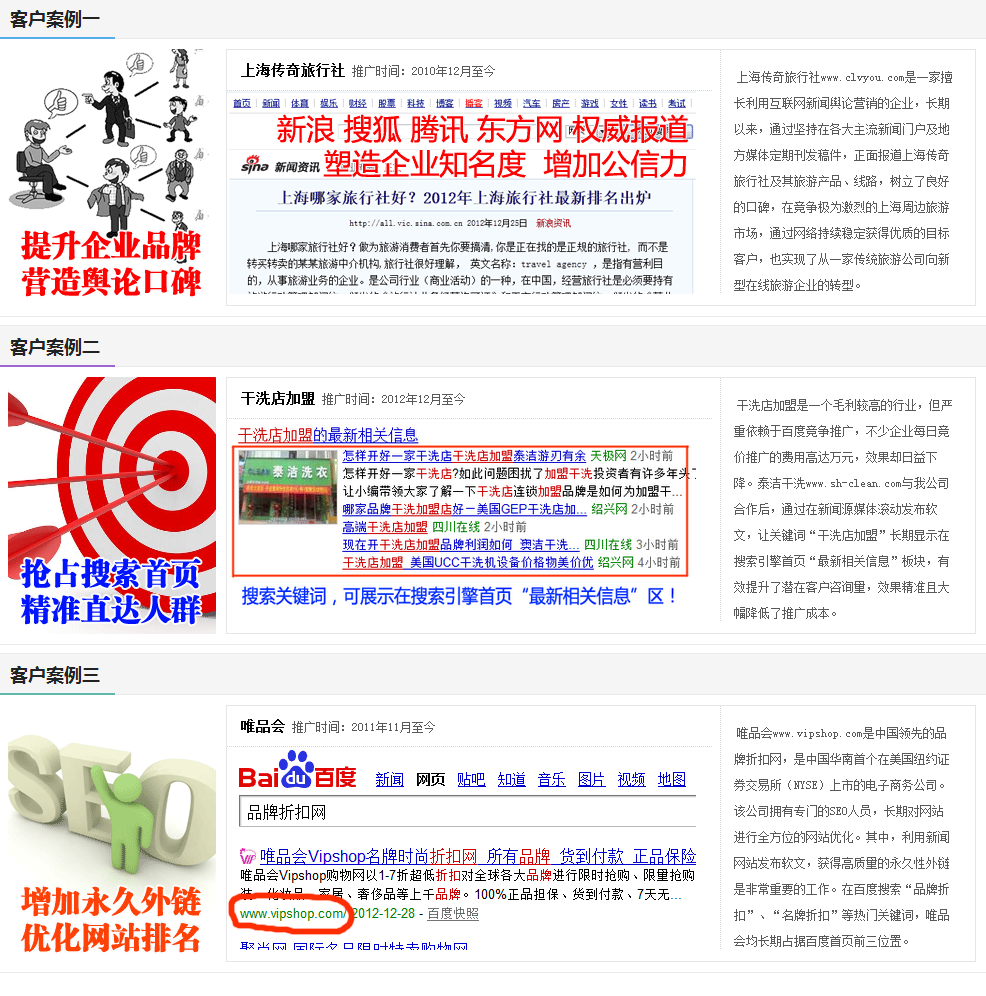 客户案例一
提升企业品牌
营造舆论口碑
上海传奇旅行社 推广时间：2010年12月至今
首页 新闻 体育 娱乐 财经 股票 科技 博客 播客 视频 汽车 房产 游戏 女性 读书 考试
新浪 搜狐 腾讯 东方网 权威报道
塑造企业知名度 增加公信力
sina 新闻资讯
上海哪家旅行社好？2012年上海旅行社最新排名出炉
http://all.vic.sina.com.cn 2012年12月25日 新浪资讯
上海哪家旅行社好？做为旅游消费者首先你要搞清,你是正在找的是正规的旅行社，而不是
转买转卖的某某旅游中介机构,旅行社很好理解， 英文名称：travel agency ，是指有营利目
的，从事旅游业务的企业。是公司行业（商业活动）的一种，在中国，经营旅行社是必须要持有
上海传奇旅行社www.clvyou.com是一家擅
长利用互联网新闻舆论营销的企业，长期
以来，通过坚持在各大主流新闻门户及地
方媒体定期刊发稿件，正面报道上海传奇
旅行社及其旅游产品、线路，树立了良好
的口碑，在竞争极为激烈的上海周边旅游
市场，通过网络持续稳定获得优质的目标
客户，也实现了从一家传统旅游公司向新
型在线旅游企业的转型。
客户案例二
抢占搜索首页
精准直达人群
干洗店加盟 推广时间：2012年12月至今
干洗店加盟的最新相关信息
泰洁洗衣
怎样开好一家干洗店干洗店加盟泰洁游刃有余 天极网 2小时前
怎样开好一家干洗店?如此问题困扰了加盟干洗投资者有许多年头了
让小编带领大家了解一下干洗店连锁加盟品牌是如何为加盟干...
哪家品牌干洗加盟店好－美国GEP干洗店加... 绍兴网 2小时前
高端干洗店加盟 四川在线 2小时前
现在开干洗店加盟品牌利润如何_澳洁干洗... 四川在线 3小时前
干洗店加盟_美国UCC干洗机设备价格物美价优 绍兴网 4小时前
搜索关键词，可展示在搜索引擎首页“最新相关信息”区！
干洗店加盟是一个毛利较高的行业，但严
重依赖于百度竞争推广，不少企业每日竞
价推广的费用高达万元，效果却日益下
降。泰洁干洗www.sh-clean.com与我公司
合作后，通过在新闻源媒体滚动发布软
文，让关键词“干洗店加盟”长期显示在
搜索引擎首页“最新相关信息”板块，有
效提升了潜在客户咨询量，效果精准且大
幅降低了推广成本。
客户案例三
SEO
增加永久外链
优化网站排名
唯品会 推广时间：2011年11月至今
Baidu百度 新闻 网页 贴吧 知道 音乐 图片 视频 地图
品牌折扣网
唯品会Vipshop名牌时尚折扣网_所有品牌_货到付款_正品保险
唯品会Vipshop购物网以1-7折超低折扣对全球各大品牌进行限时抢购、限量抢购
装、化妆品、家居、奢侈品等上千品牌。100%正品担保、货到付款、7天无...
www.vipshop.com/ 2012-12-28 - 百度快照
聚尚网 国际名品限时特卖购物网
唯品会www.vipshop.com是中国领先的品
牌折扣网，是中国华南首个在美国纽约证
券交易所（NYSE）上市的电子商务公司。
该公司拥有专门的SEO人员，长期对网站
进行全方位的网站优化。其中，利用新闻
网站发布软文，获得高质量的永久性外链
是非常重要的工作。在百度搜索“品牌折
扣”、“名牌折扣”等热门关键词，唯品
会均长期占据百度首页前三位置。